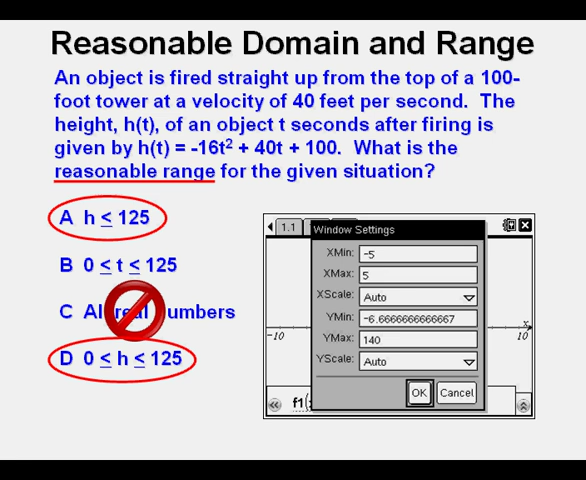 Reasonable Domain and Range
An object is fired straight up from the top of a 100-
foot tower at a velocity of 40 feet per second. The
height, h(t), of an object t seconds after firing is
given by h(t) = -16t² + 40t + 100. What is the
reasonable range for the given situation?
A h ≤ 125
B 0 ≤ t ≤ 125
C All real numbers
D 0 ≤ h ≤ 125
1.1
Window Settings
XMin: -5
XMax: 5
XScale: Auto
YMin: -6.6666666666667
YMax: 140
YScale: Auto
OK Cancel
-10
x
10
f1(